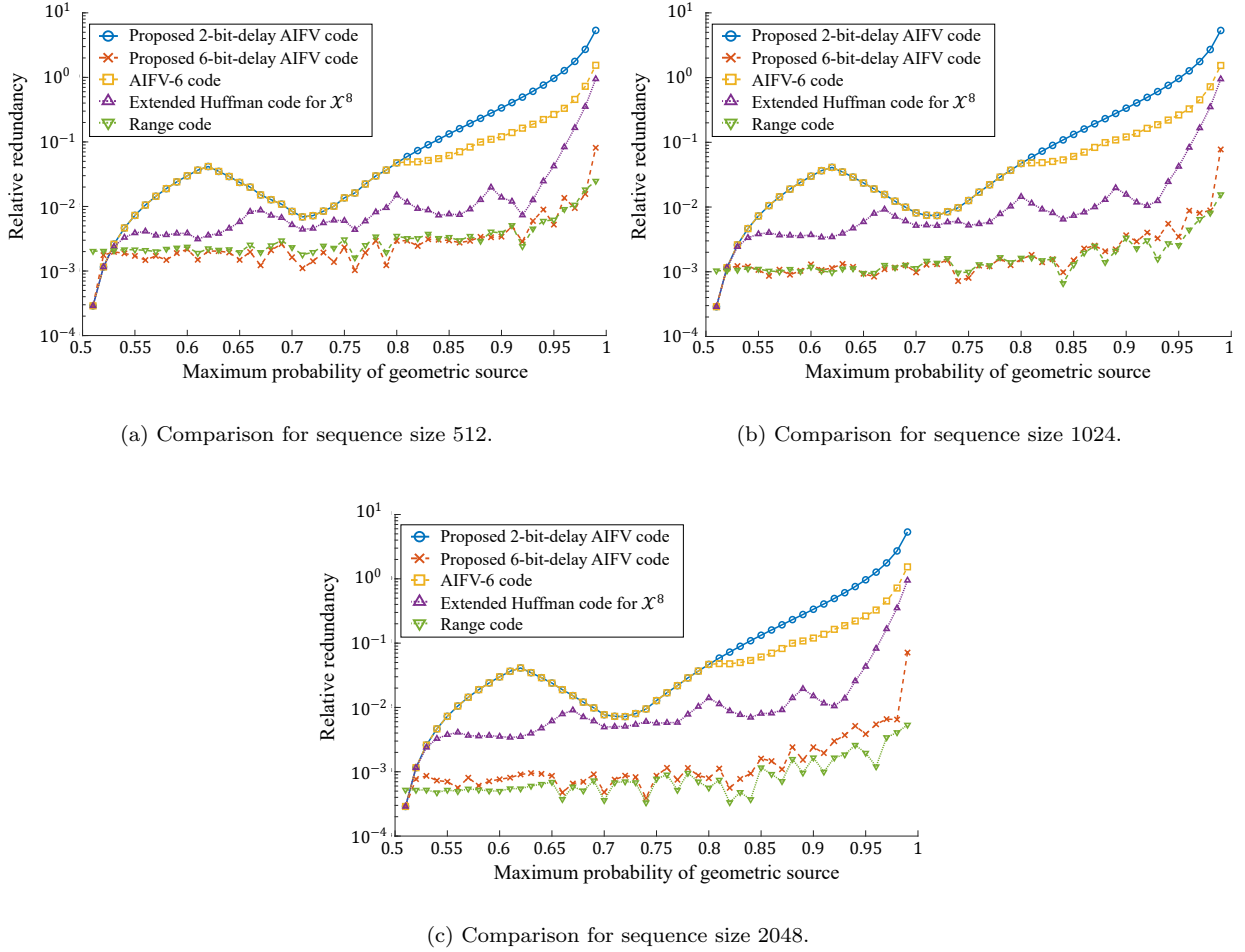 10^1
10^0
10^-1
10^-2
10^-3
10^-4
Relative redundancy
Proposed 2-bit-delay AIFV code
Proposed 6-bit-delay AIFV code
AIFV-6 code
Extended Huffman code for 𝒳^8
Range code
0.5 0.55 0.6 0.65 0.7 0.75 0.8 0.85 0.9 0.95 1
Maximum probability of geometric source
(a) Comparison for sequence size 512.
10^1
10^0
10^-1
10^-2
10^-3
10^-4
Relative redundancy
Proposed 2-bit-delay AIFV code
Proposed 6-bit-delay AIFV code
AIFV-6 code
Extended Huffman code for 𝒳^8
Range code
0.5 0.55 0.6 0.65 0.7 0.75 0.8 0.85 0.9 0.95 1
Maximum probability of geometric source
(b) Comparison for sequence size 1024.
10^1
10^0
10^-1
10^-2
10^-3
10^-4
Relative redundancy
Proposed 2-bit-delay AIFV code
Proposed 6-bit-delay AIFV code
AIFV-6 code
Extended Huffman code for 𝒳^8
Range code
0.5 0.55 0.6 0.65 0.7 0.75 0.8 0.85 0.9 0.95 1
Maximum probability of geometric source
(c) Comparison for sequence size 2048.